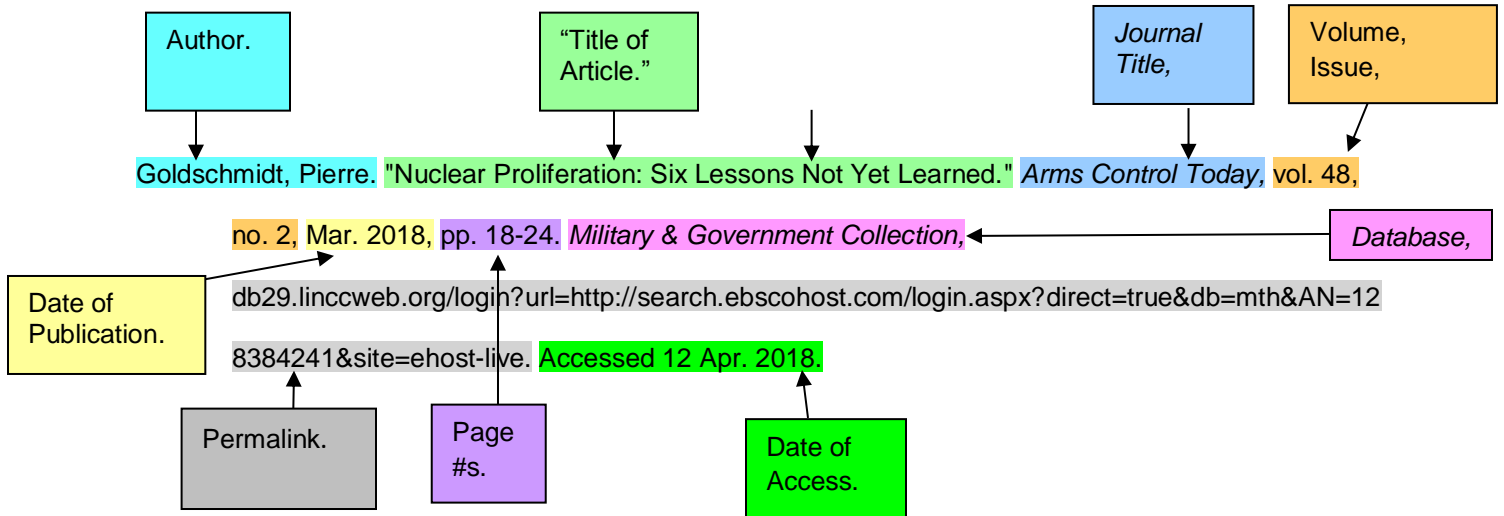 Author.
“Title of
Article.”
Journal
Title,
Volume,
Issue,
Goldschmidt, Pierre. "Nuclear Proliferation: Six Lessons Not Yet Learned." Arms Control Today, vol. 48,
no. 2, Mar. 2018, pp. 18-24. Military & Government Collection,
Database,
Date of
Publication.
db29.linccweb.org/login?url=http://search.ebscohost.com/login.aspx?direct=true&db=mth&AN=12
8384241&site=ehost-live. Accessed 12 Apr. 2018.
Permalink.
Page
#s.
Date of
Access.